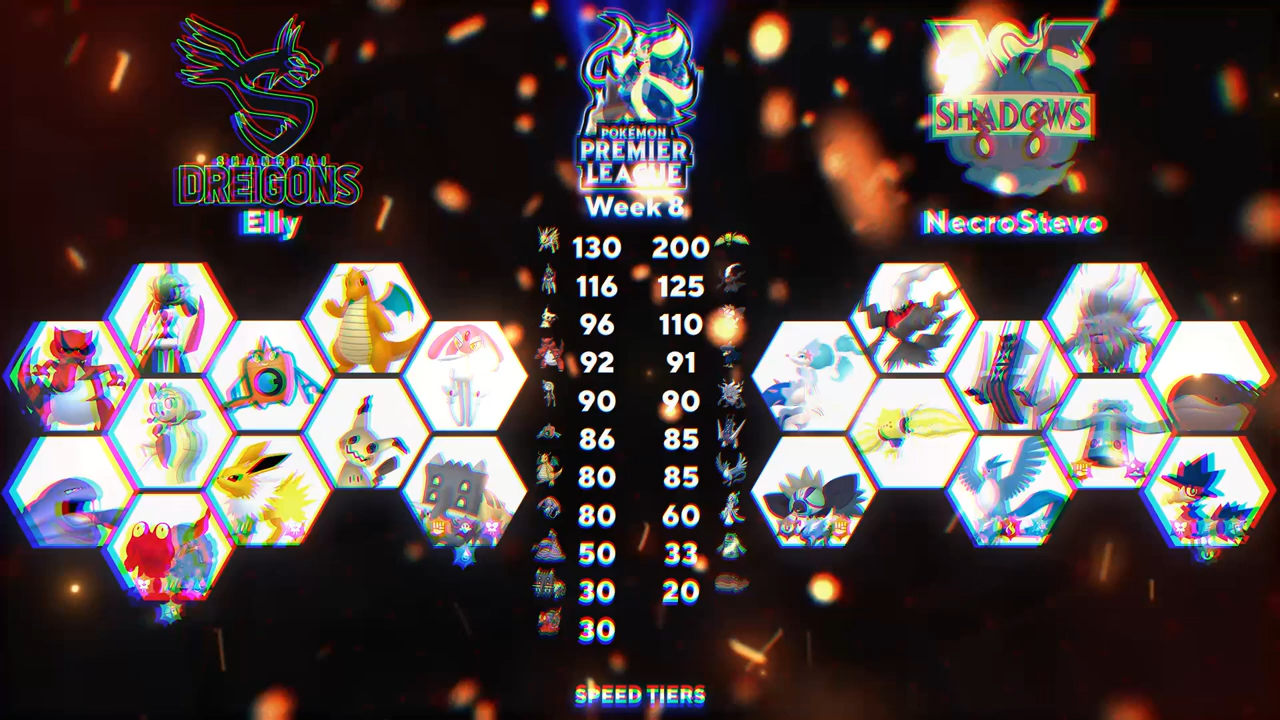 SHANGHAI
DREIGONS
Elly
POKÉMON
PREMIER
LEAGUE
Week 8
SHADOWS
NecroStevo
130 200
116 125
96 110
92 91
90 90
86 85
80 85
80 60
50 33
30 20
30
SPEED TIERS